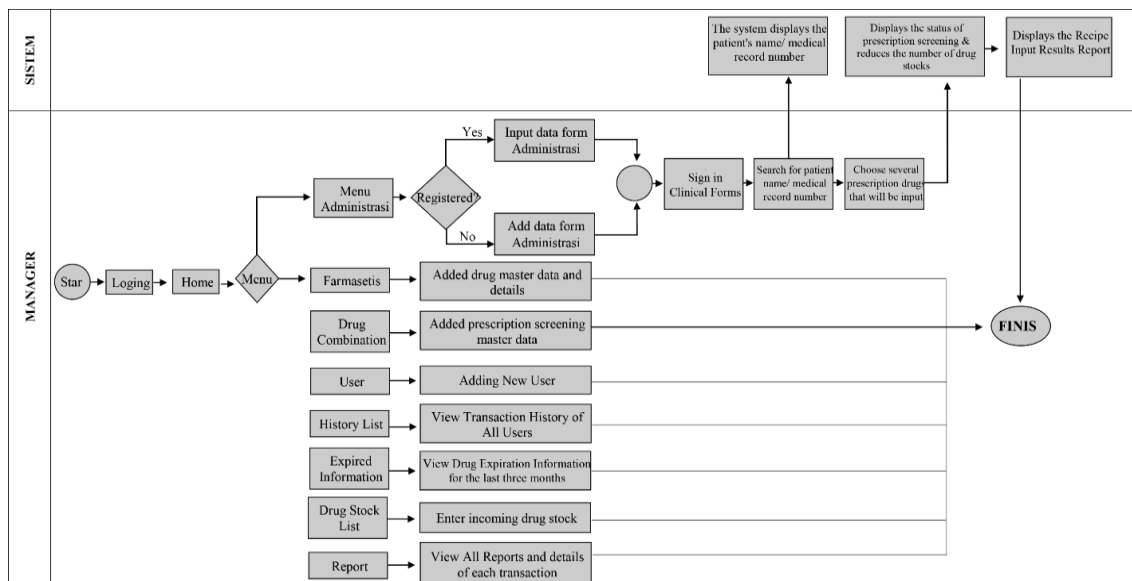 SISTEM
The system displays the
patient's name/ medical
record number
Displays the status of
prescription screening &
reduces the number of drug
stocks
Displays the Recipe
Input Results Report
MANAGER
Star
Loging
Home
Menu
Menu
Administrasi
Registered?
Yes
No
Input data form
Administrasi
Add data form
Administrasi
Sign in
Clinical Forms
Search for patient
name/ medical
record number
Choose several
prescription drugs
that will be input
Farmasetis
Added drug master data and
details
Drug
Combination
Added prescription screening
master data
User
Adding New User
History List
View Transaction History of
All Users
Expired
Information
View Drug Expiration Information
for the last three months
Drug Stock
List
Enter incoming drug stock
Report
View All Reports and details
of each transaction
FINIS